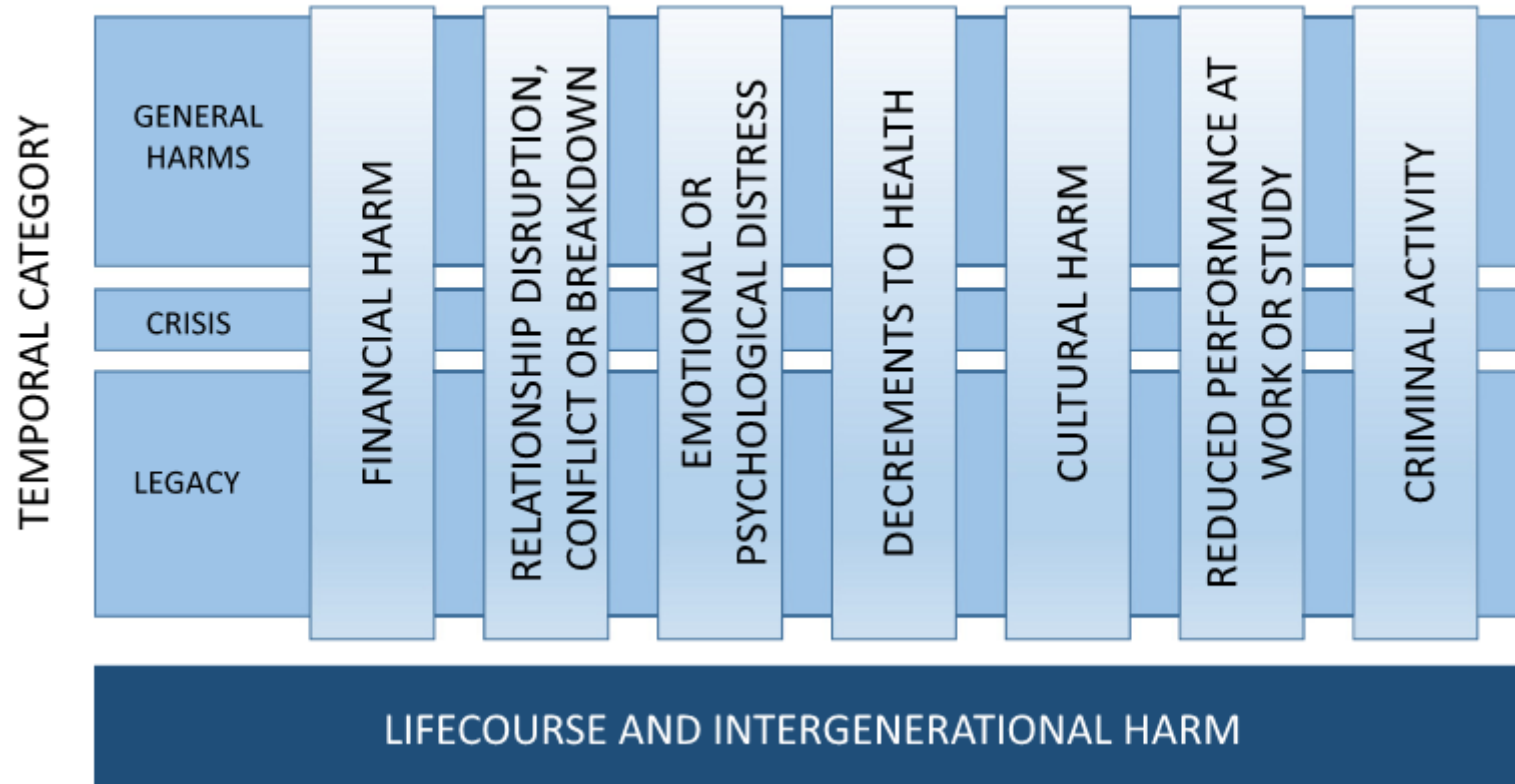 TEMPORAL CATEGORY
GENERAL
HARMS
CRISIS
LEGACY
FINANCIAL HARM
RELATIONSHIP DISRUPTION,
CONFLICT OR BREAKDOWN
EMOTIONAL OR
PSYCHOLOGICAL DISTRESS
DECREMENTS TO HEALTH
CULTURAL HARM
REDUCED PERFORMANCE AT
WORK OR STUDY
CRIMINAL ACTIVITY
LIFECOURSE AND INTERGENERATIONAL HARM